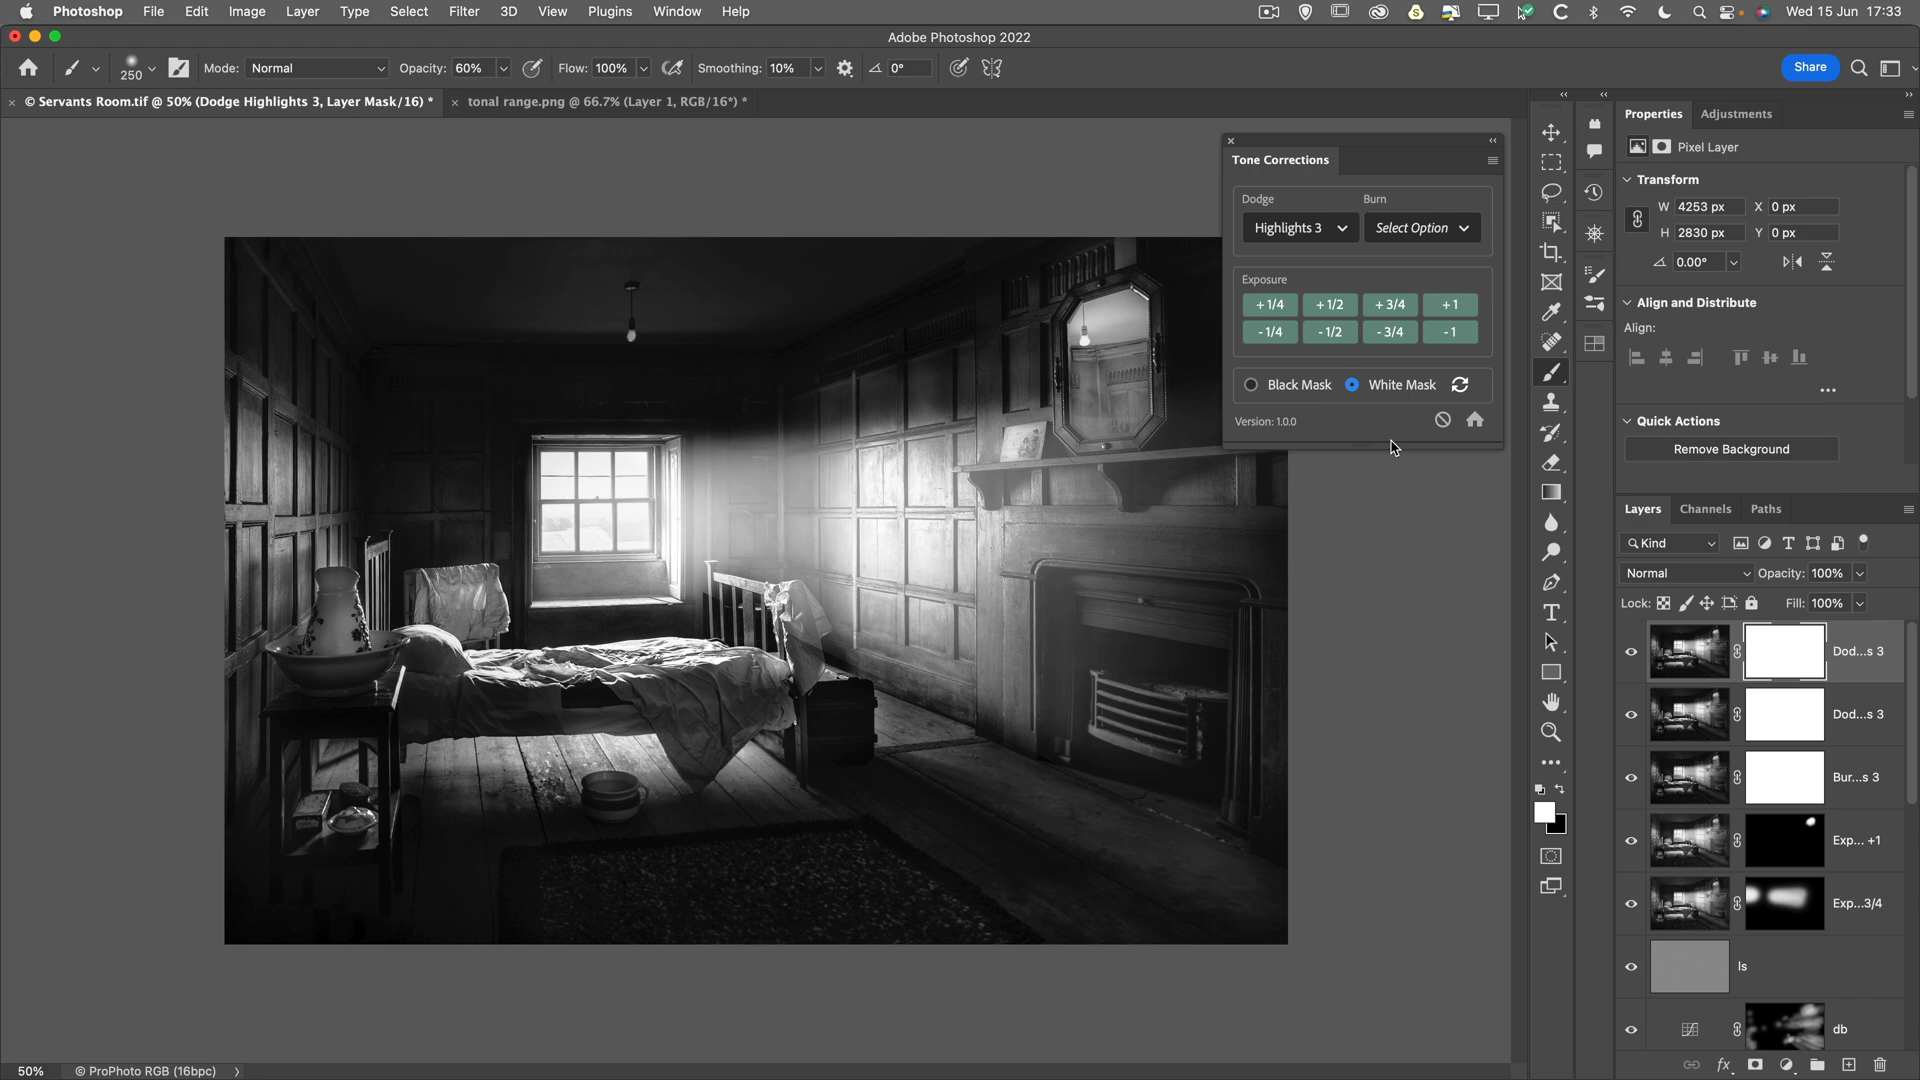 Photoshop File Edit Image Layer Type Select Filter 3D View Plugins Window Help Wed 15 Jun 17:33
Adobe Photoshop 2022
250 Mode: Normal Opacity: 60% Flow: 100% Smoothing: 10% 0° Share
© Servants Room.tif @ 50% (Dodge Highlights 3, Layer Mask/16) * tonal range.png @ 66.7% (Layer 1, RGB/16*) *
Tone Corrections
Dodge Burn
Highlights 3 Select Option
Exposure
+1/4 +1/2 +3/4 +1
-1/4 -1/2 -3/4 -1
Black Mask White Mask
Version: 1.0.0
Properties Adjustments
Pixel Layer
Transform
W 4253 px X 0 px
H 2830 px Y 0 px
0.00°
Align and Distribute
Align:
Quick Actions
Remove Background
Layers Channels Paths
Kind
Normal Opacity: 100%
Lock: Fill: 100%
Dod...s 3
Dod...s 3
Bur...s 3
Exp... +1
Exp...3/4
ls
db
fx
50% © ProPhoto RGB (16bpc)